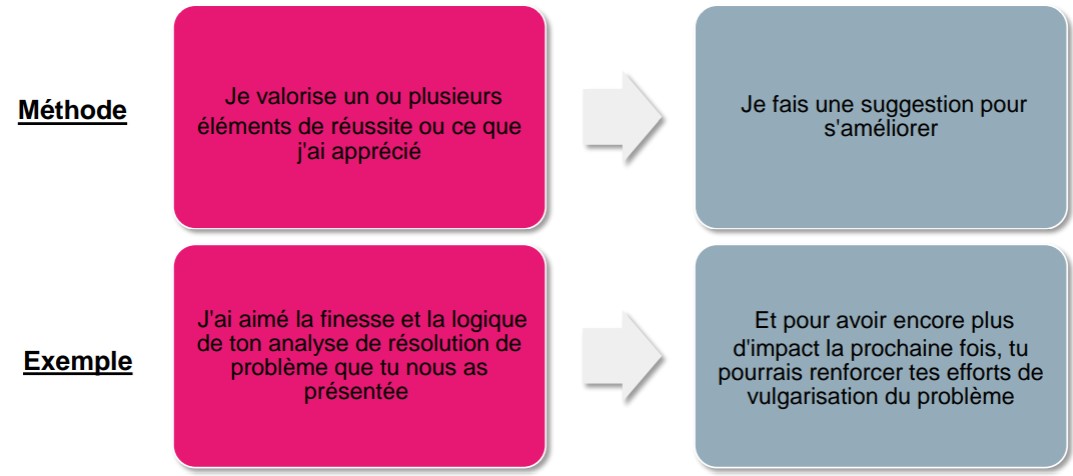 Méthode
Je valorise un ou plusieurs
éléments de réussite ou ce que
j'ai apprécié
Je fais une suggestion pour
s'améliorer
Exemple
J'ai aimé la finesse et la logique
de ton analyse de résolution de
problème que tu nous as
présentée
Et pour avoir encore plus
d'impact la prochaine fois, tu
pourrais renforcer tes efforts de
vulgarisation du problème